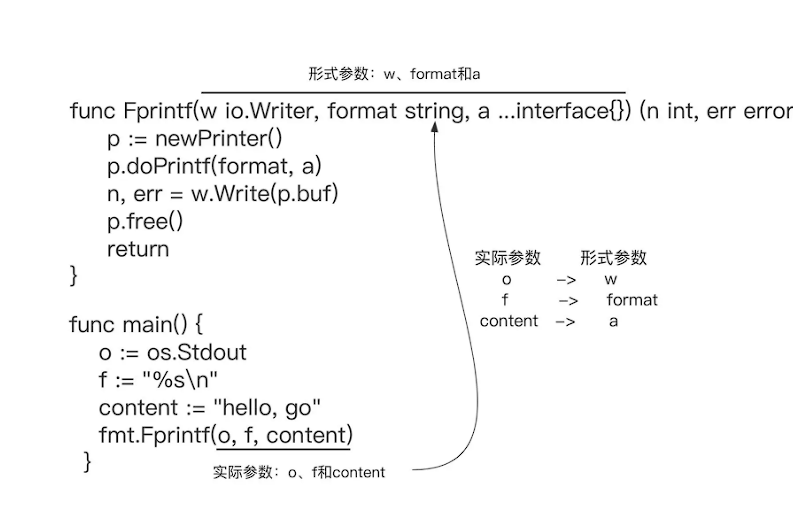 形式参数：w、format和a
func Fprintf(w io.Writer, format string, a ...interface{}) (n int, err error
p := newPrinter()
p.doPrintf(format, a)
n, err = w.Write(p.buf)
p.free()
return
}
实际参数 形式参数
o -> w
f -> format
content -> a
func main() {
o := os.Stdout
f := "%s\n"
content := "hello, go"
fmt.Fprintf(o, f, content)
}
实际参数：o、f和content